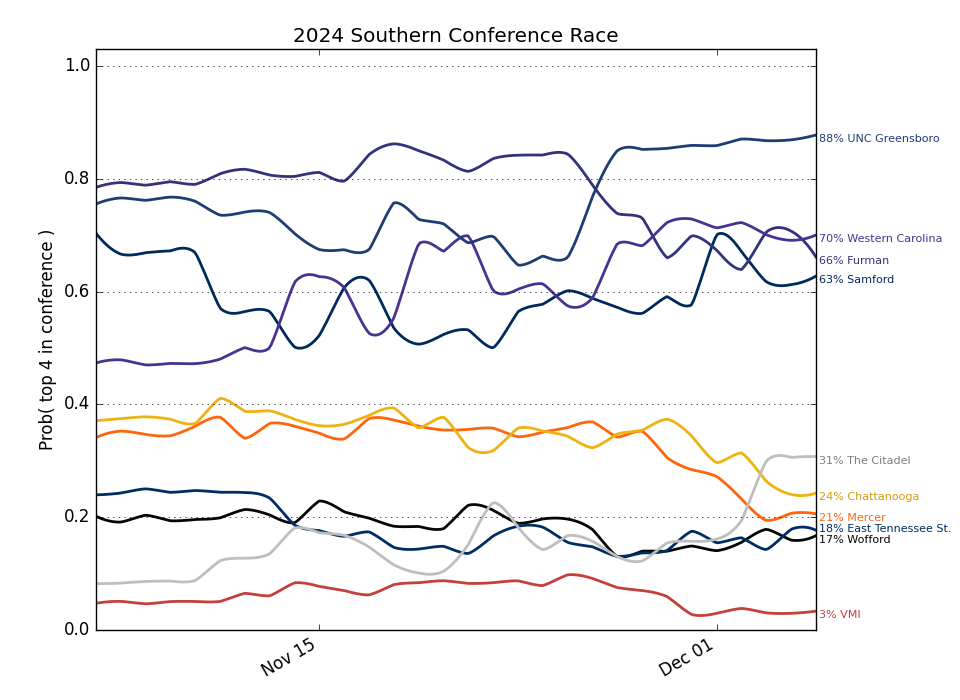 2024 Southern Conference Race
Prob( top 4 in conference )
1.0
0.8
0.6
0.4
0.2
0.0
Nov 15
Dec 01
88% UNC Greensboro
70% Western Carolina
66% Furman
63% Samford
31% The Citadel
24% Chattanooga
21% Mercer
18% East Tennessee St.
17% Wofford
3% VMI